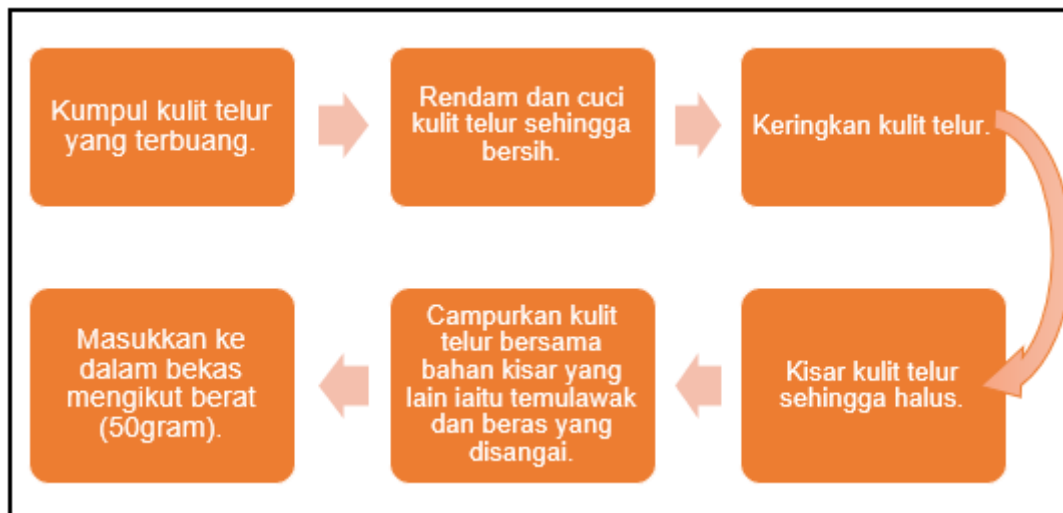 Kumpul kulit telur
yang terbuang.
Rendam dan cuci
kulit telur sehingga
bersih.
Keringkan kulit telur.
Kisar kulit telur
sehingga halus.
Campurkan kulit
telur bersama
bahan kisar yang
lain iaitu temulawak
dan beras yang
disangai.
Masukkan ke
dalam bekas
mengikut berat
(50gram).